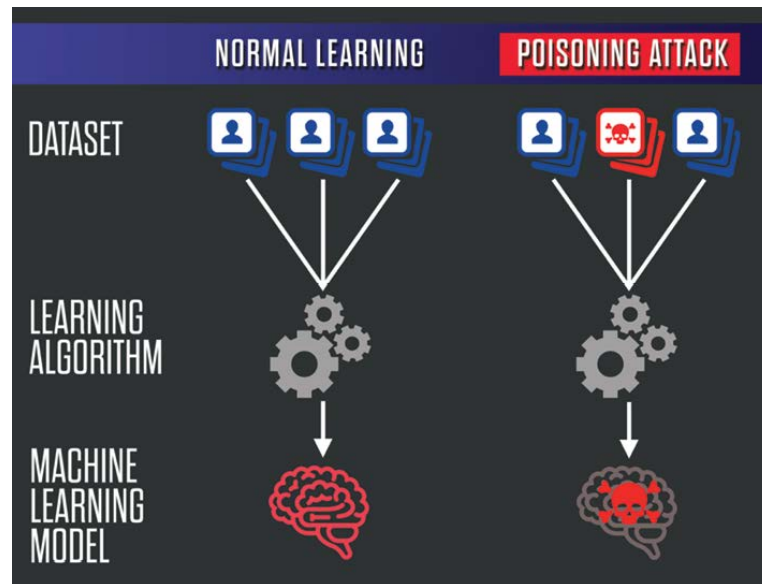 NORMAL LEARNING
POISONING ATTACK
DATASET
LEARNING
ALGORITHM
MACHINE
LEARNING
MODEL